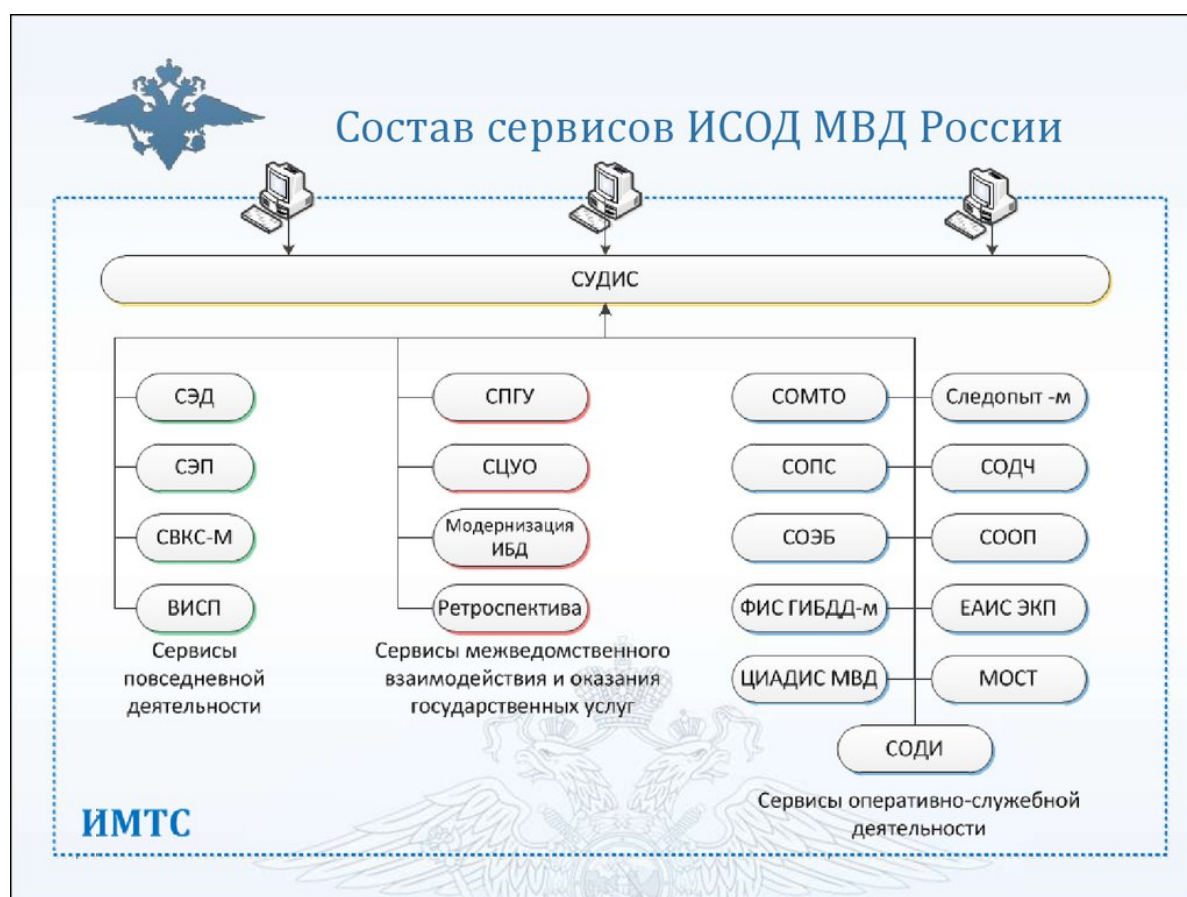 Состав сервисов ИСОД МВД России
СУДИС
СЭД
СЭП
СВКС-М
ВИСП
Сервисы
повседневной
деятельности
СПГУ
СЦУО
Модернизация
ИБД
Ретроспектива
Сервисы межведомственного
взаимодействия и оказания
государственных услуг
СОМТО
Следопыт -м
СОПС
СОДЧ
СОЭБ
СООП
ФИС ГИБДД-м
ЕАИС ЭКП
ЦИАДИС МВД
МОСТ
СОДИ
Сервисы оперативно-служебной
деятельности
ИМТС